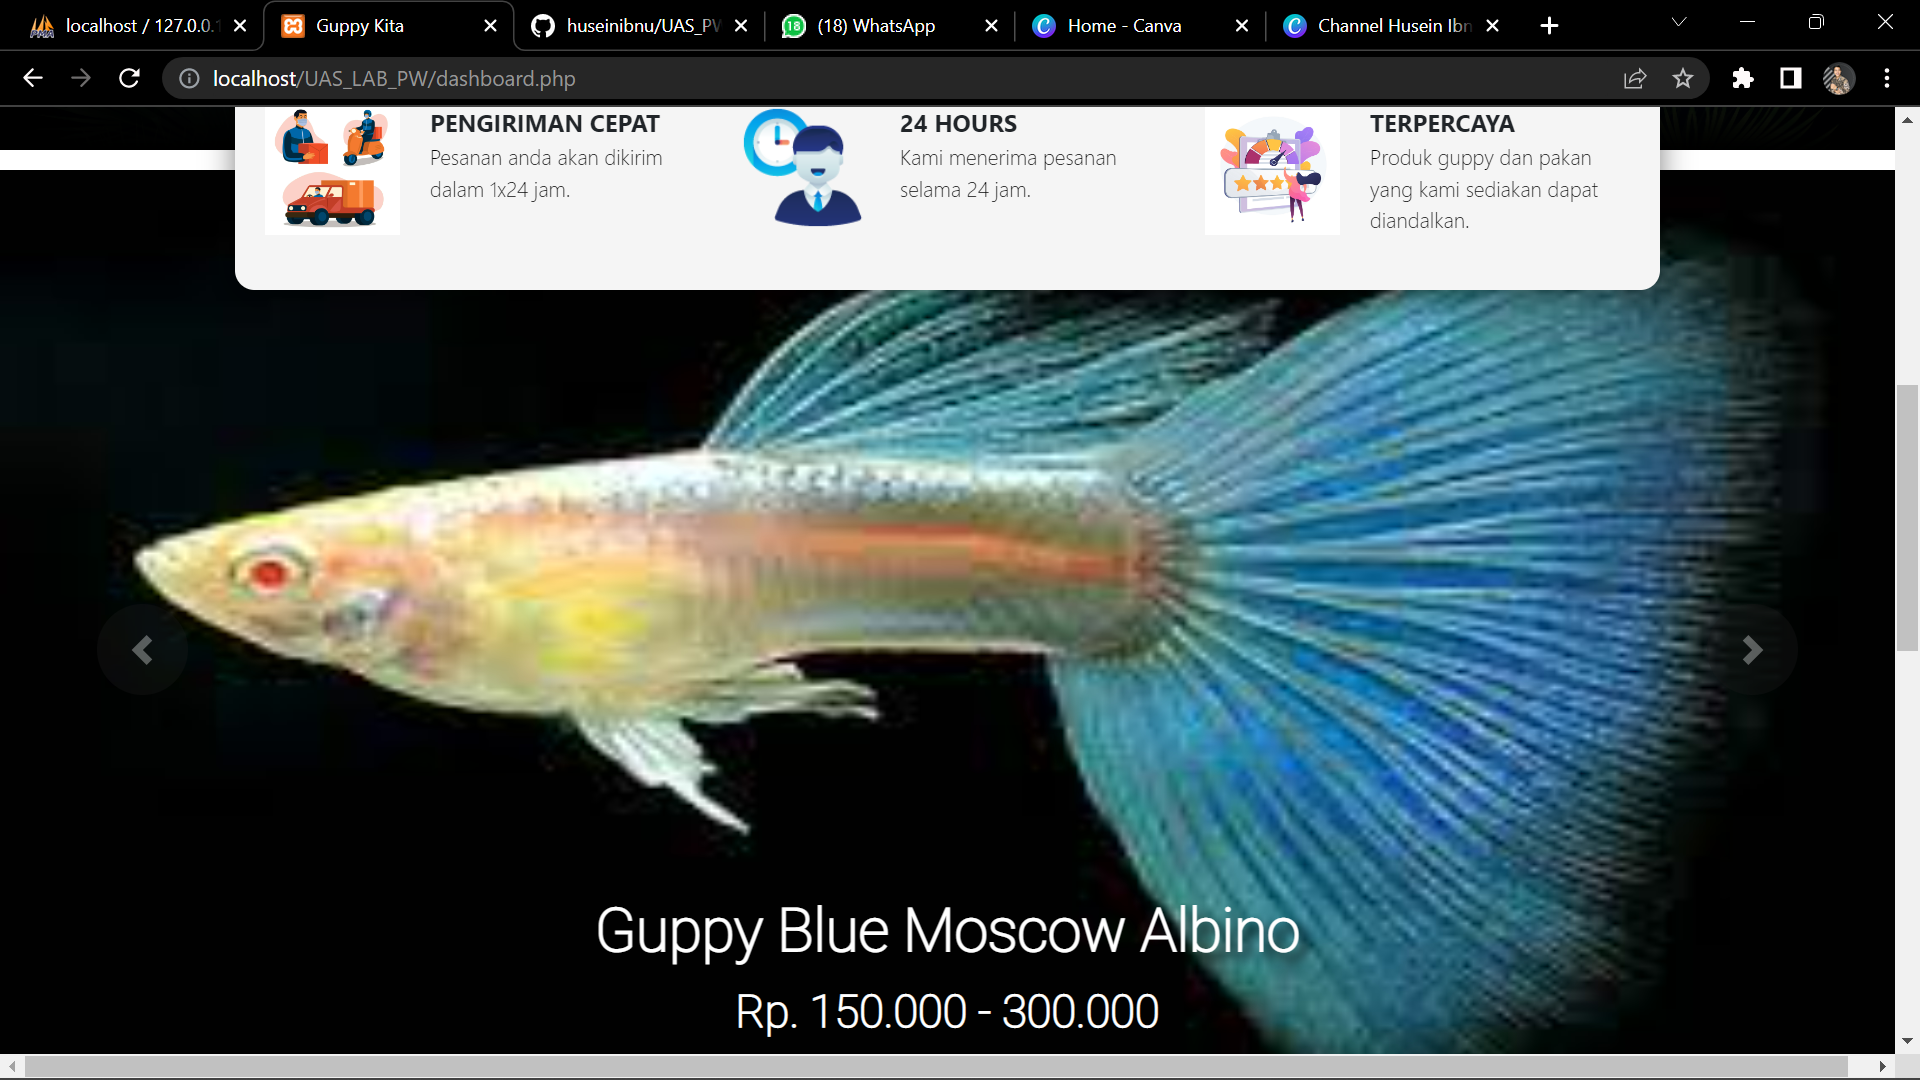 localhost / 127.0.0.1
Guppy Kita
huseinibnu/UAS_PW
(18) WhatsApp
Home - Canva
Channel Husein Ibn
localhost/UAS_LAB_PW/dashboard.php
PENGIRIMAN CEPAT
Pesanan anda akan dikirim
dalam 1x24 jam.
24 HOURS
Kami menerima pesanan
selama 24 jam.
TERPERCAYA
Produk guppy dan pakan
yang kami sediakan dapat
diandalkan.
Guppy Blue Moscow Albino
Rp. 150.000 - 300.000